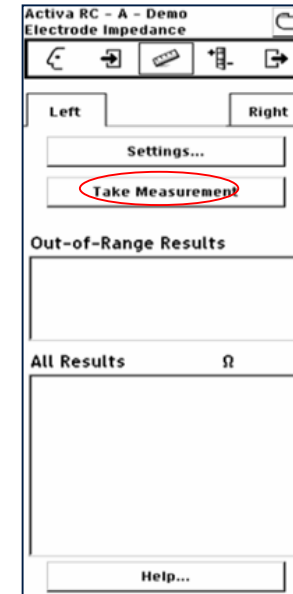 Activa RC - A - Demo
Electrode Impedance
Left Right
Settings...
Take Measurement
Out-of-Range Results
All Results Ω
Help...